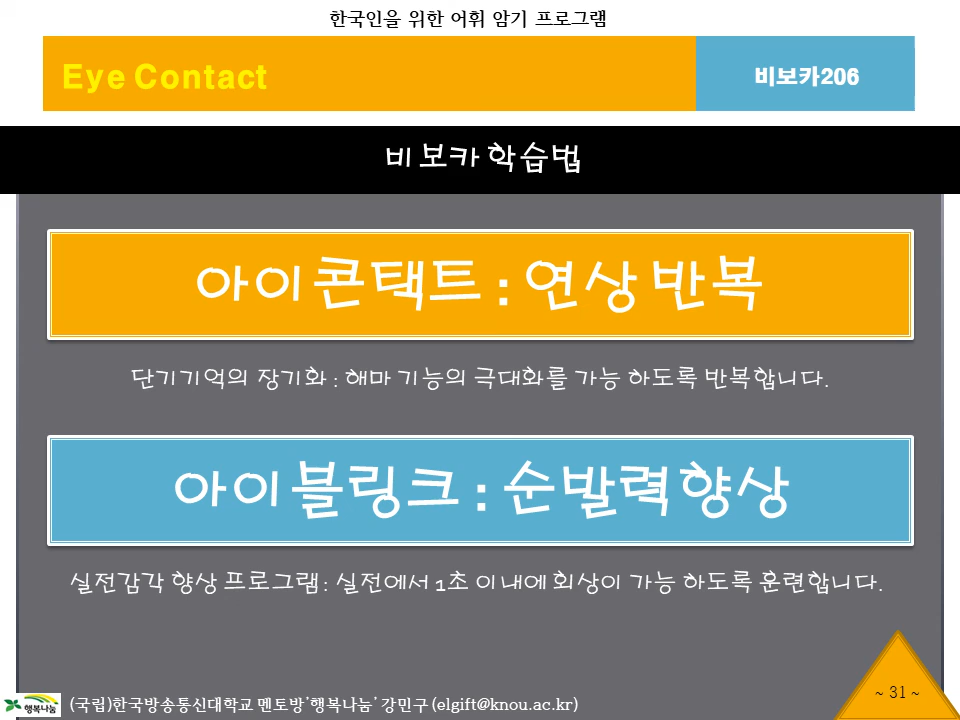 한국인을 위한 어휘 암기 프로그램
Eye Contact
비보카206
비보카 학습법
아이콘택트 : 연상 반복
단기기억의 장기화 : 해마 기능의 극대화를 가능 하도록 반복합니다.
아이블링크 : 순발력향상
실전감각 향상 프로그램 : 실전에서 1초 이내에 회상이 가능 하도록 훈련합니다.
~ 31 ~
행복나눔
(국립)한국방송통신대학교 멘토방'행복나눔' 강민구 (elgift@knou.ac.kr)